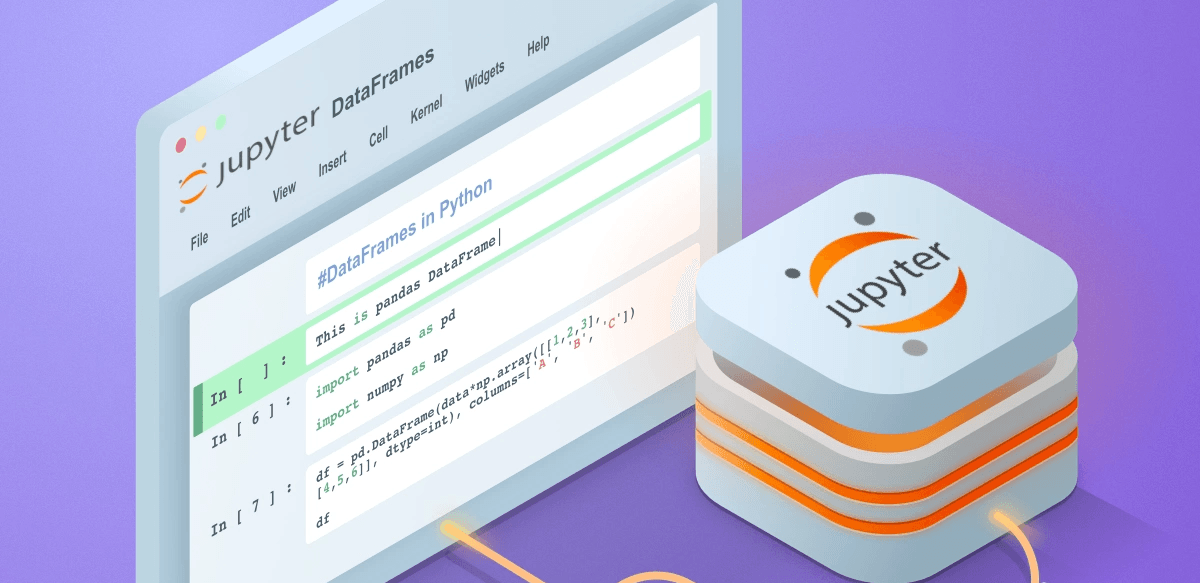 Jupyter DataFrames
File Edit View Insert Cell Kernel Widgets Help
#DataFrames in Python
In [ ] : This is pandas DataFrame
In [ 6 ] : import pandas as pd
import numpy as np
In [ 7 ] : df = pd.DataFrame(data*np.array([[1,2,3],
[4,5,6]], dtype=int), columns=['A', 'B', 'C'])
df
Jupyter